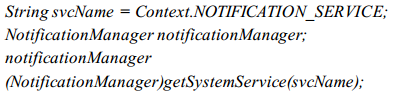 String svcName = Context.NOTIFICATION_SERVICE;
NotificationManager notificationManager;
notificationManager
(NotificationManager)getSystemService(svcName);